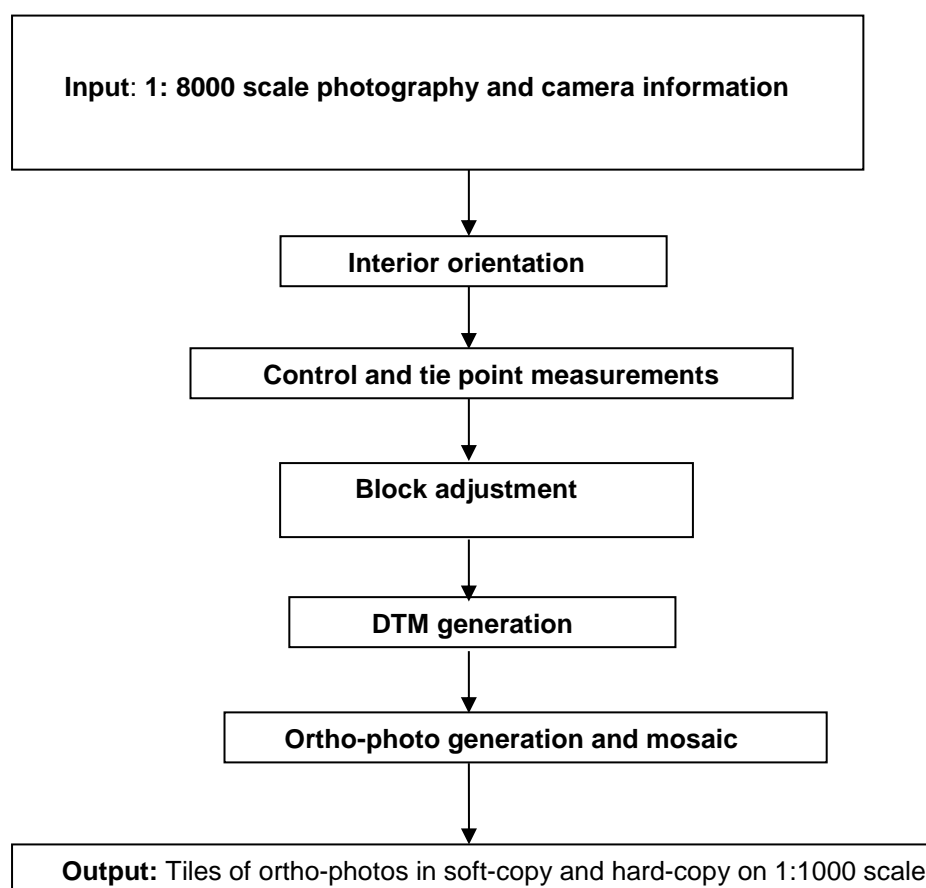 Input: 1: 8000 scale photography and camera information
Interior orientation
Control and tie point measurements
Block adjustment
DTM generation
Ortho-photo generation and mosaic
Output: Tiles of ortho-photos in soft-copy and hard-copy on 1:1000 scale